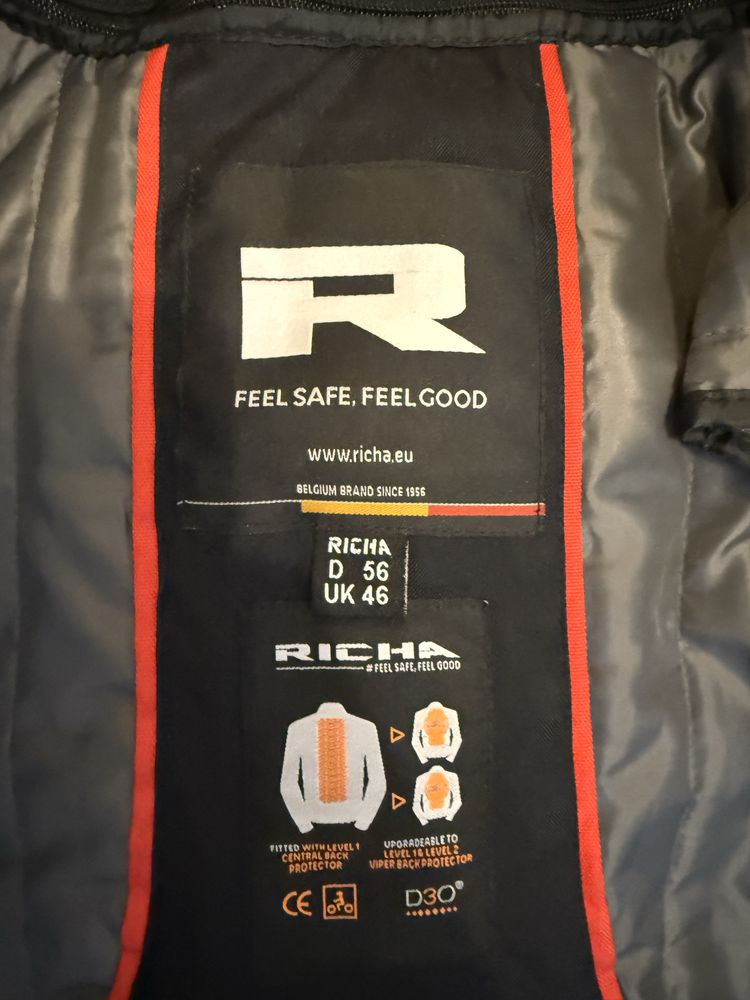 R
FEEL SAFE, FEEL GOOD
www.richa.eu
BELGIUM BRAND SINCE 1956
RICHA
D 56
UK 46
RICHA
#FEEL SAFE, FEEL GOOD
FITTED WITH LEVEL 1
CENTRAL BACK
PROTECTOR
UPGRADEABLE TO
LEVEL 1 & LEVEL 2
VIPER BACK PROTECTOR
CE
D3O®